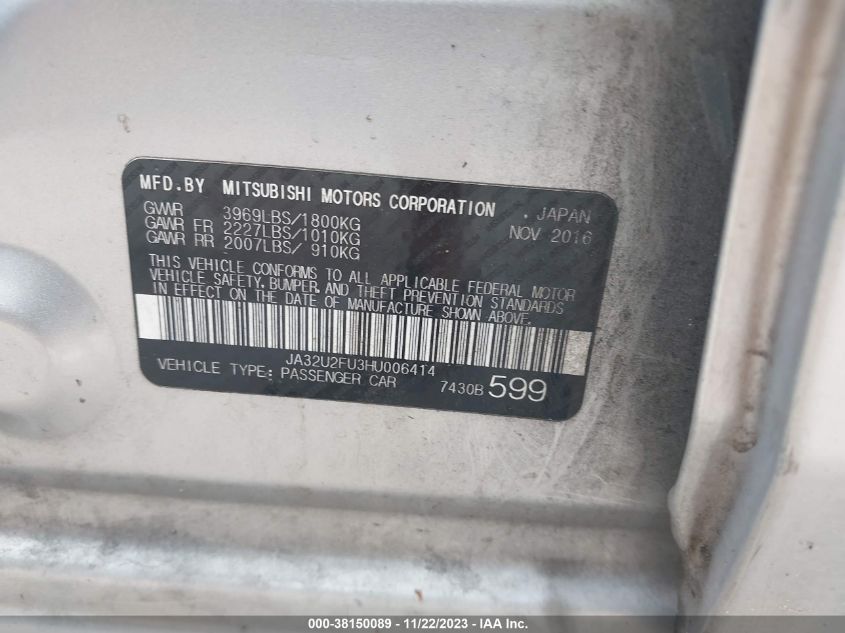 MFD.BY MITSUBISHI MOTORS CORPORATION . JAPAN
GVWR 3969LBS/1800KG NOV 2016
GAWR FR 2227LBS/1010KG
GAWR RR 2007LBS/ 910KG
THIS VEHICLE CONFORMS TO ALL APPLICABLE FEDERAL MOTOR
VEHICLE SAFETY, BUMPER, AND THEFT PREVENTION STANDARDS
IN EFFECT ON THE DATE OF MANUFACTURE SHOWN ABOVE.
JA32U2FU3HU006414
VEHICLE TYPE: PASSENGER CAR 7430B 599
000-38150089 - 11/22/2023 - IAA Inc.